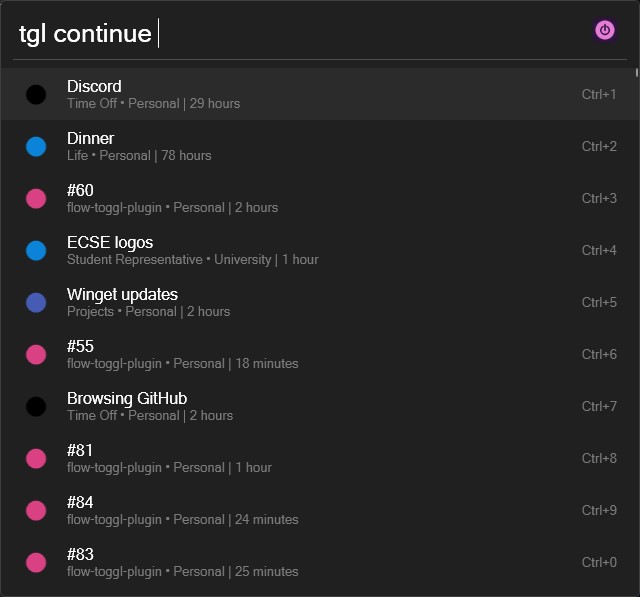 tgl continue
Discord
Time Off • Personal | 29 hours
Ctrl+1
Dinner
Life • Personal | 78 hours
Ctrl+2
#60
flow-toggl-plugin • Personal | 2 hours
Ctrl+3
ECSE logos
Student Representative • University | 1 hour
Ctrl+4
Winget updates
Projects • Personal | 2 hours
Ctrl+5
#55
flow-toggl-plugin • Personal | 18 minutes
Ctrl+6
Browsing GitHub
Time Off • Personal | 2 hours
Ctrl+7
#81
flow-toggl-plugin • Personal | 1 hour
Ctrl+8
#84
flow-toggl-plugin • Personal | 24 minutes
Ctrl+9
#83
flow-toggl-plugin • Personal | 25 minutes
Ctrl+0